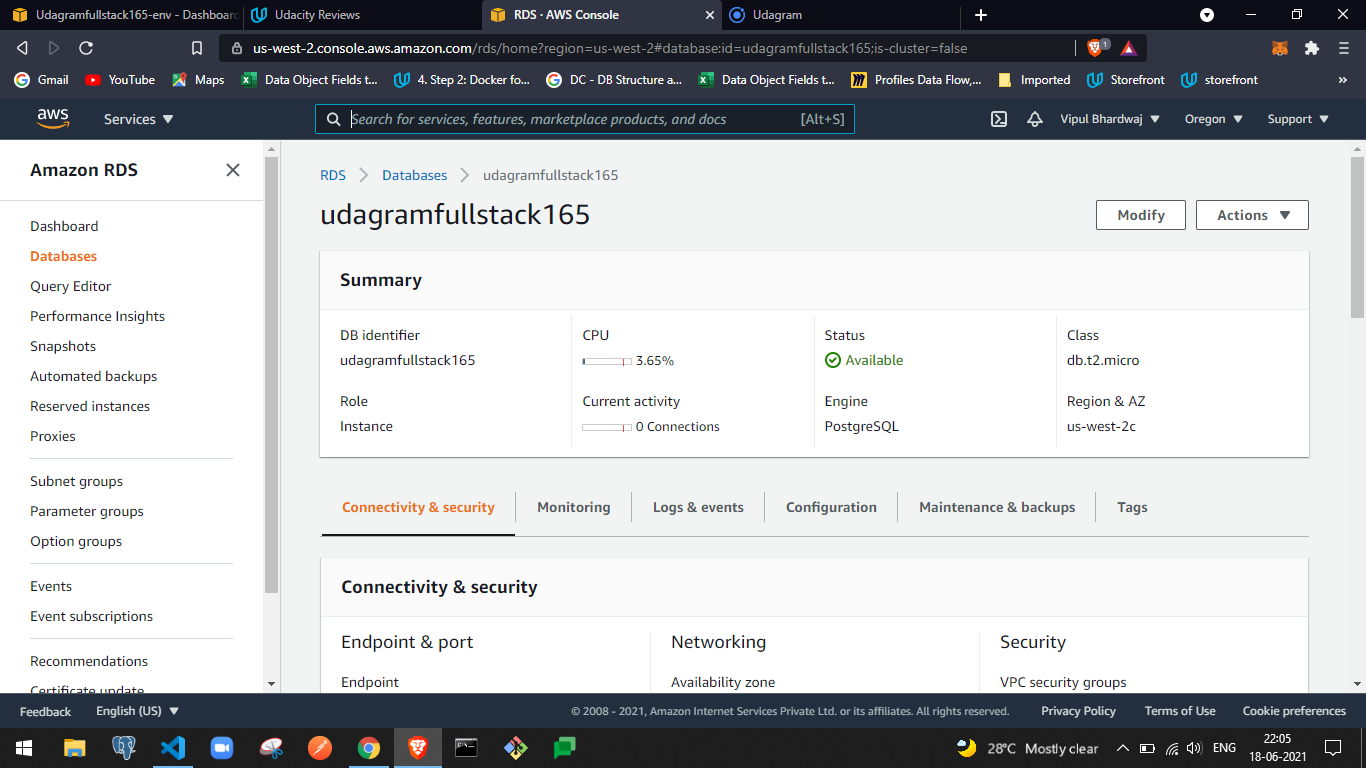 Udagramfullstack165-env - Dashboard
Udacity Reviews
RDS · AWS Console
Udagram
us-west-2.console.aws.amazon.com/rds/home?region=us-west-2#database:id=udagramfullstack165;is-cluster=false
1
Gmail
YouTube
Maps
Data Object Fields t...
4. Step 2: Docker fo...
DC - DB Structure a...
Data Object Fields t...
Profiles Data Flow,...
Imported
Storefront
storefront
»
aws
Services
Search for services, features, marketplace products, and docs
[Alt+S]
Vipul Bhardwaj
Oregon
Support
Amazon RDS
Dashboard
Databases
Query Editor
Performance Insights
Snapshots
Automated backups
Reserved instances
Proxies
Subnet groups
Parameter groups
Option groups
Events
Event subscriptions
Recommendations
Certificate update
RDS
Databases
udagramfullstack165
udagramfullstack165
Modify
Actions
Summary
DB identifier
udagramfullstack165
CPU
3.65%
Status
Available
Class
db.t2.micro
Role
Instance
Current activity
0 Connections
Engine
PostgreSQL
Region & AZ
us-west-2c
Connectivity & security
Monitoring
Logs & events
Configuration
Maintenance & backups
Tags
Connectivity & security
Endpoint & port
Endpoint
Networking
Availability zone
Security
VPC security groups
Feedback
English (US)
© 2008 - 2021, Amazon Internet Services Private Ltd. or its affiliates. All rights reserved.
Privacy Policy
Terms of Use
Cookie preferences
28°C Mostly clear
ENG
22:05
18-06-2021